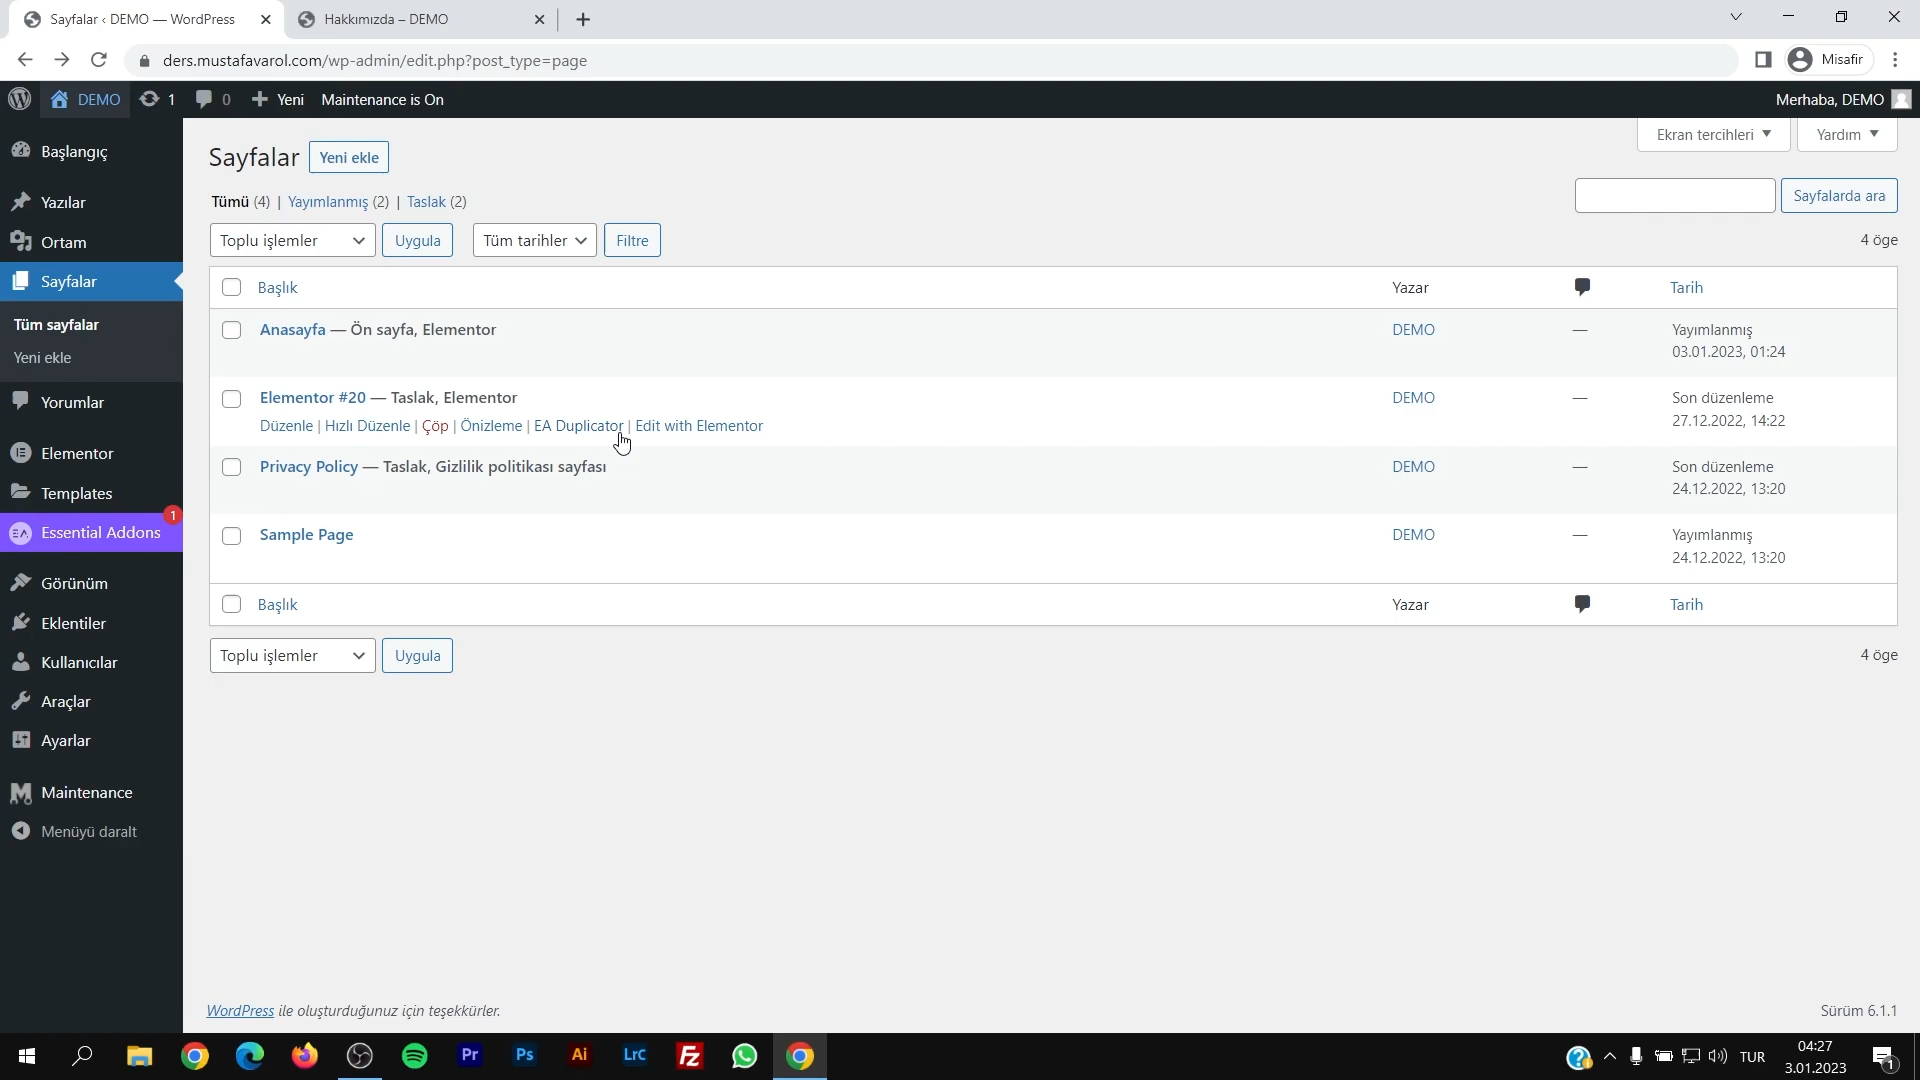 Sayfalar ‹ DEMO — WordPress
Hakkımızda – DEMO
ders.mustafavarol.com/wp-admin/edit.php?post_type=page
Misafir
DEMO
1
0
Yeni
Maintenance is On
Merhaba, DEMO
Başlangıç
Yazılar
Ortam
Sayfalar
Tüm sayfalar
Yeni ekle
Yorumlar
Elementor
Templates
Essential Addons
1
Görünüm
Eklentiler
Kullanıcılar
Araçlar
Ayarlar
Maintenance
Menüyü daralt
Ekran tercihleri
Yardım
Sayfalar
Yeni ekle
Tümü (4) | Yayımlanmış (2) | Taslak (2)
Sayfalarda ara
Toplu işlemler
Uygula
Tüm tarihler
Filtre
4 öge
Başlık
Yazar
Tarih
Anasayfa — Ön sayfa, Elementor
DEMO
—
Yayımlanmış
03.01.2023, 01:24
Elementor #20 — Taslak, Elementor
Düzenle | Hızlı Düzenle | Çöp | Önizleme | EA Duplicator | Edit with Elementor
DEMO
—
Son düzenleme
27.12.2022, 14:22
Privacy Policy — Taslak, Gizlilik politikası sayfası
DEMO
—
Son düzenleme
24.12.2022, 13:20
Sample Page
DEMO
—
Yayımlanmış
24.12.2022, 13:20
Başlık
Yazar
Tarih
Toplu işlemler
Uygula
4 öge
WordPress ile oluşturduğunuz için teşekkürler.
Sürüm 6.1.1
Pr
Ps
Ai
LrC
Fz
TUR
04:27
3.01.2023
1